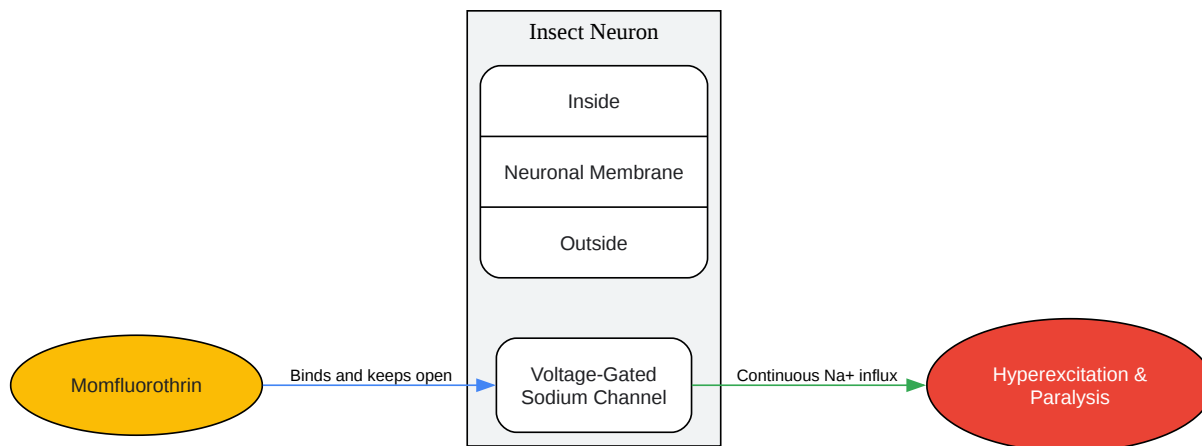 Insect Neuron
Inside
Neuronal Membrane
Outside
Momfluorothrin
Binds and keeps open
Voltage-Gated
Sodium Channel
Continuous Na+ influx
Hyperexcitation &
Paralysis